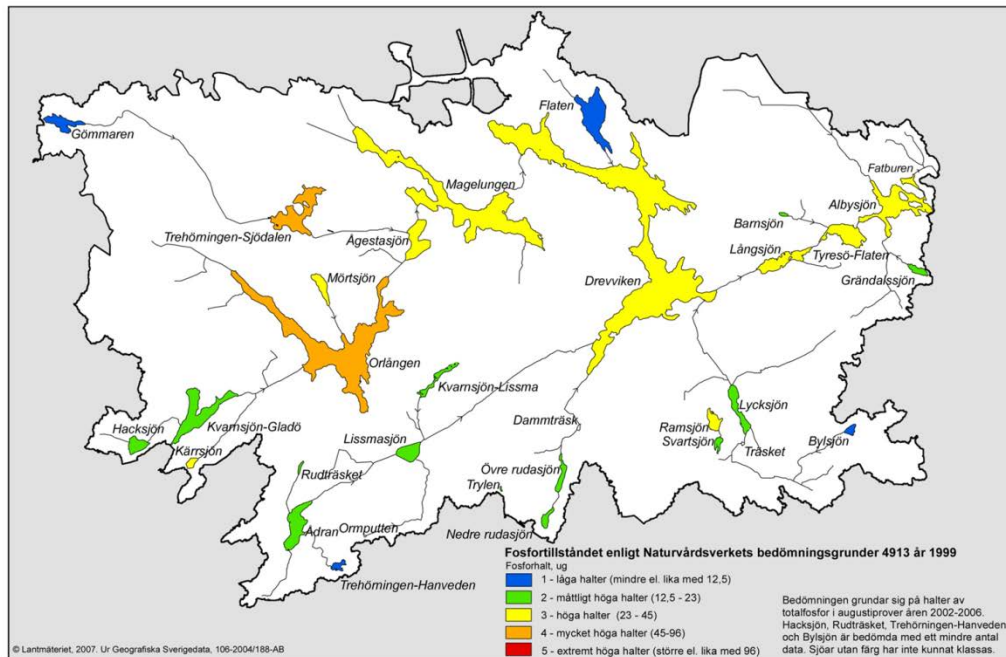 Flaten
Gömmaren
Fatburen
Magelungen
Albysjön
Barnsjön
Trehörningen-Sjödalen
Ågestasjön
Långsjön
Tyresö-Flaten
Mörtsjön
Drevviken
Grändalssjön
Orlången
Kvarnsjön-Lissma
Lycksjön
Hacksjön
Kvarnsjön-Gladö
Dammträsk
Ramsjön
Lissmasjön
Svartsjön
Bylsjön
Kärrsjön
Träsket
Rudträsket
Övre rudasjön
Trylen
Ådran
Ormputten
Nedre rudasjön
Trehörningen-Hanveden
Fosfortillståndet enligt Naturvårdsverkets bedömningsgrunder 4913 år 1999
Fosforhalt, ug
1 - låga halter (mindre el. lika med 12,5)
2 - måttligt höga halter (12,5 - 23)
3 - höga halter (23 - 45)
4 - mycket höga halter (45-96)
5 - extremt höga halter (större el. lika med 96)
Bedömningen grundar sig på halter av
totalfosfor i augustiprover åren 2002-2006.
Hacksjön, Rudträsket, Trehörningen-Hanveden
och Bylsjön är bedömda med ett mindre antal
data. Sjöar utan färg har inte kunnat klassas.
© Lantmäteriet, 2007. Ur Geografiska Sverigedata, 106-2004/188-AB